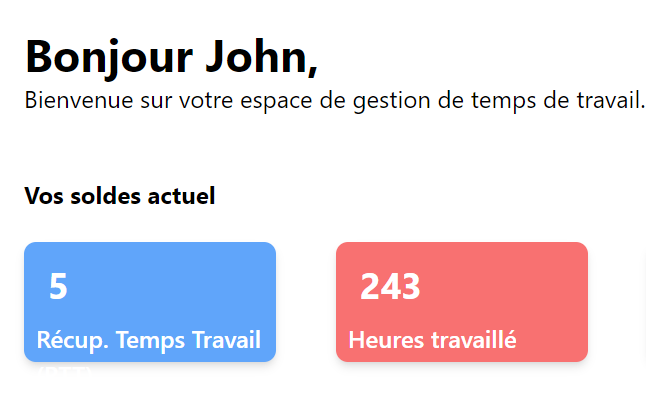 Bonjour John,
Bienvenue sur votre espace de gestion de temps de travail.
Vos soldes actuel
5
Récup. Temps Travail
243
Heures travaillé